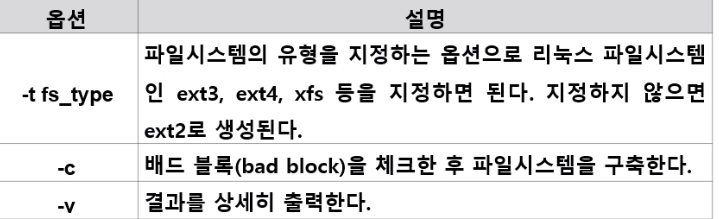 옵션 설명
-t fs_type 파일시스템의 유형을 지정하는 옵션으로 리눅스 파일시스템
인 ext3, ext4, xfs 등을 지정하면 된다. 지정하지 않으면
ext2로 생성된다.
-c 배드 블록(bad block)을 체크한 후 파일시스템을 구축한다.
-v 결과를 상세히 출력한다.